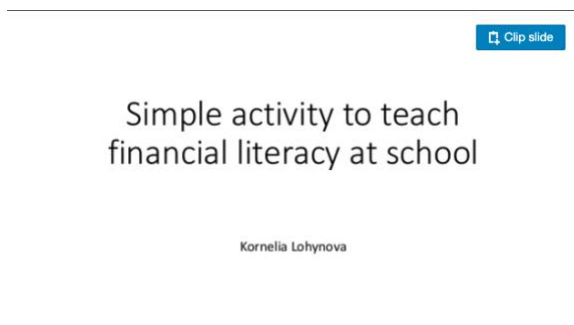 Clip slide
Simple activity to teach
financial literacy at school
Kornelia Lohynova